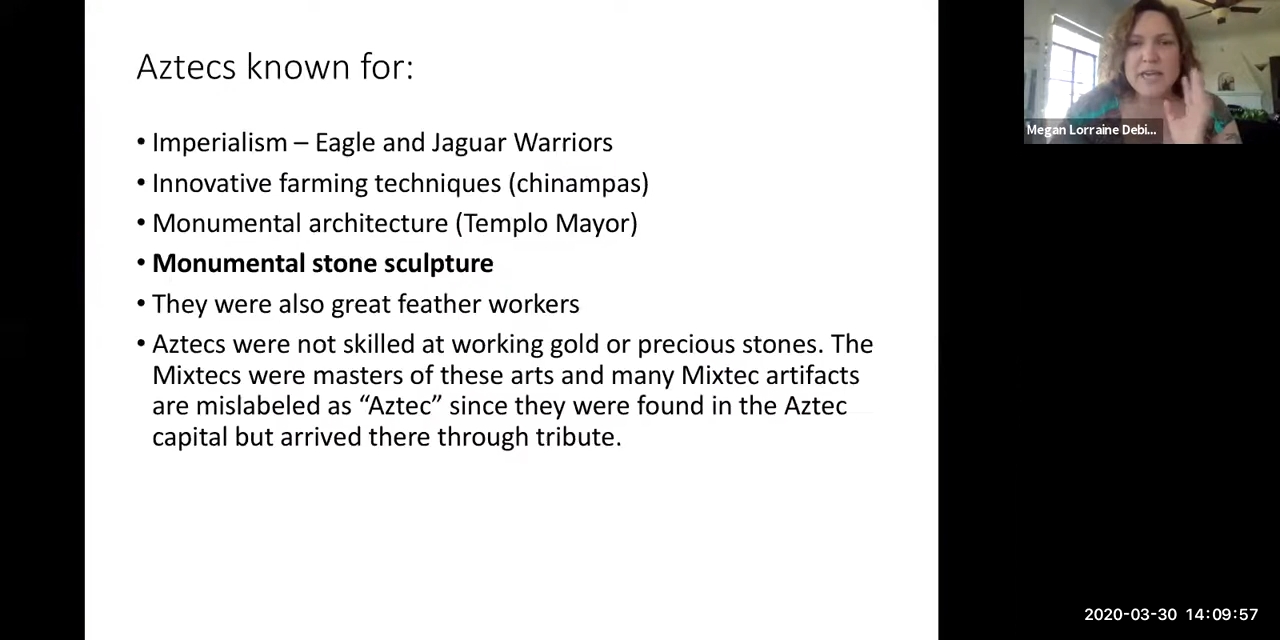 Aztecs known for:
• Imperialism – Eagle and Jaguar Warriors
• Innovative farming techniques (chinampas)
• Monumental architecture (Templo Mayor)
• Monumental stone sculpture
• They were also great feather workers
• Aztecs were not skilled at working gold or precious stones. The
Mixtecs were masters of these arts and many Mixtec artifacts
are mislabeled as “Aztec” since they were found in the Aztec
capital but arrived there through tribute.
Megan Lorraine Debi...
2020-03-30 14:09:57